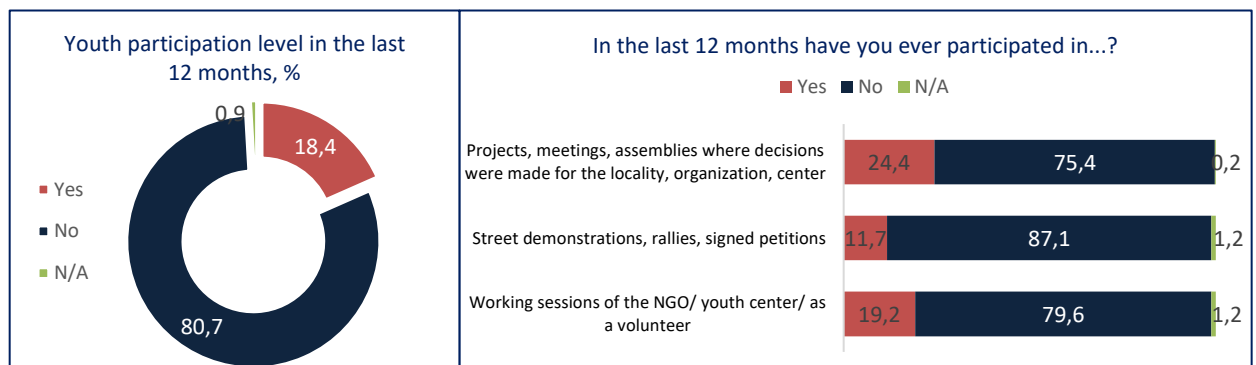 Youth participation level in the last
12 months, %
0,9
18,4
Yes
No
N/A
80,7
In the last 12 months have you ever participated in...?
Yes No N/A
Projects, meetings, assemblies where decisions
were made for the locality, organization, center
24,4 75,4 0,2
Street demonstrations, rallies, signed petitions
11,7 87,1 1,2
Working sessions of the NGO/ youth center/ as
a volunteer
19,2 79,6 1,2